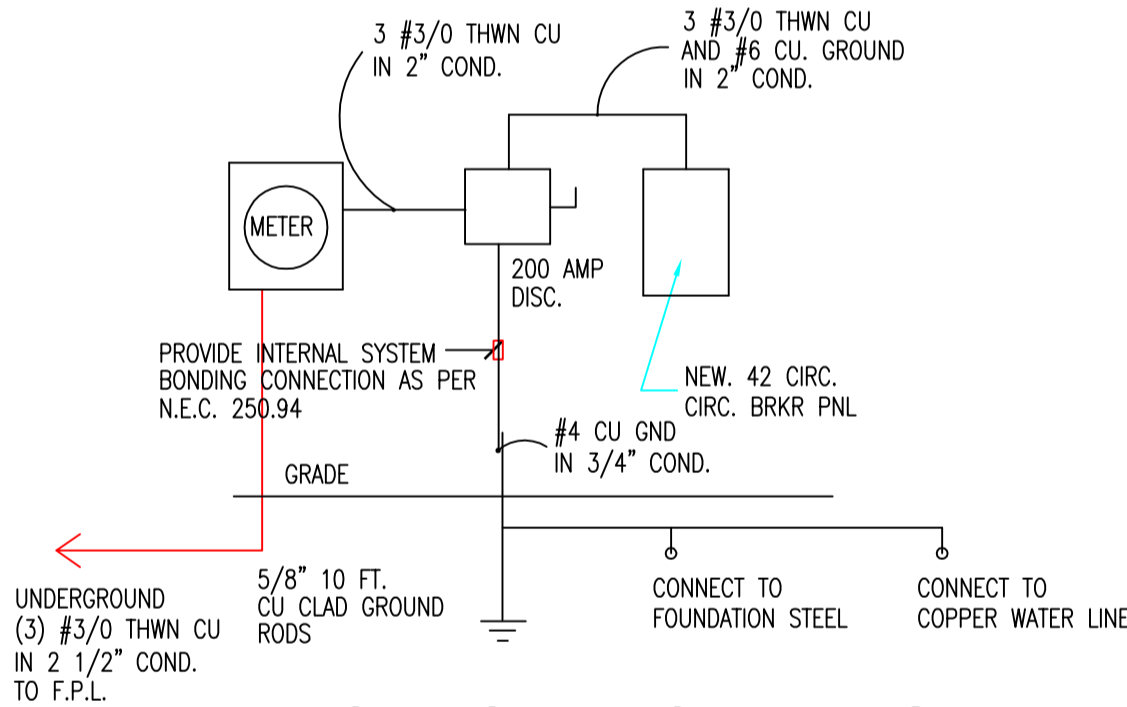 3 #3/0 THWN CU
IN 2" COND.
3 #3/0 THWN CU
AND #6 CU. GROUND
IN 2" COND.
METER
200 AMP
DISC.
PROVIDE INTERNAL SYSTEM
BONDING CONNECTION AS PER
N.E.C. 250.94
NEW. 42 CIRC.
CIRC. BRKR PNL
#4 CU GND
IN 3/4" COND.
GRADE
UNDERGROUND
(3) #3/0 THWN CU
IN 2 1/2" COND.
TO F.P.L.
5/8" 10 FT.
CU CLAD GROUND
RODS
CONNECT TO
FOUNDATION STEEL
CONNECT TO
COPPER WATER LINE